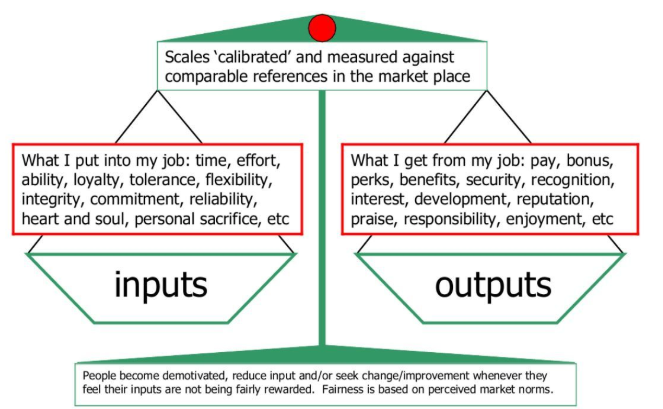 Scales ‘calibrated’ and measured against
comparable references in the market place
What I put into my job: time, effort,
ability, loyalty, tolerance, flexibility,
integrity, commitment, reliability,
heart and soul, personal sacrifice, etc
What I get from my job: pay, bonus,
perks, benefits, security, recognition,
interest, development, reputation,
praise, responsibility, enjoyment, etc
inputs
outputs
People become demotivated, reduce input and/or seek change/improvement whenever they
feel their inputs are not being fairly rewarded.  Fairness is based on perceived market norms.